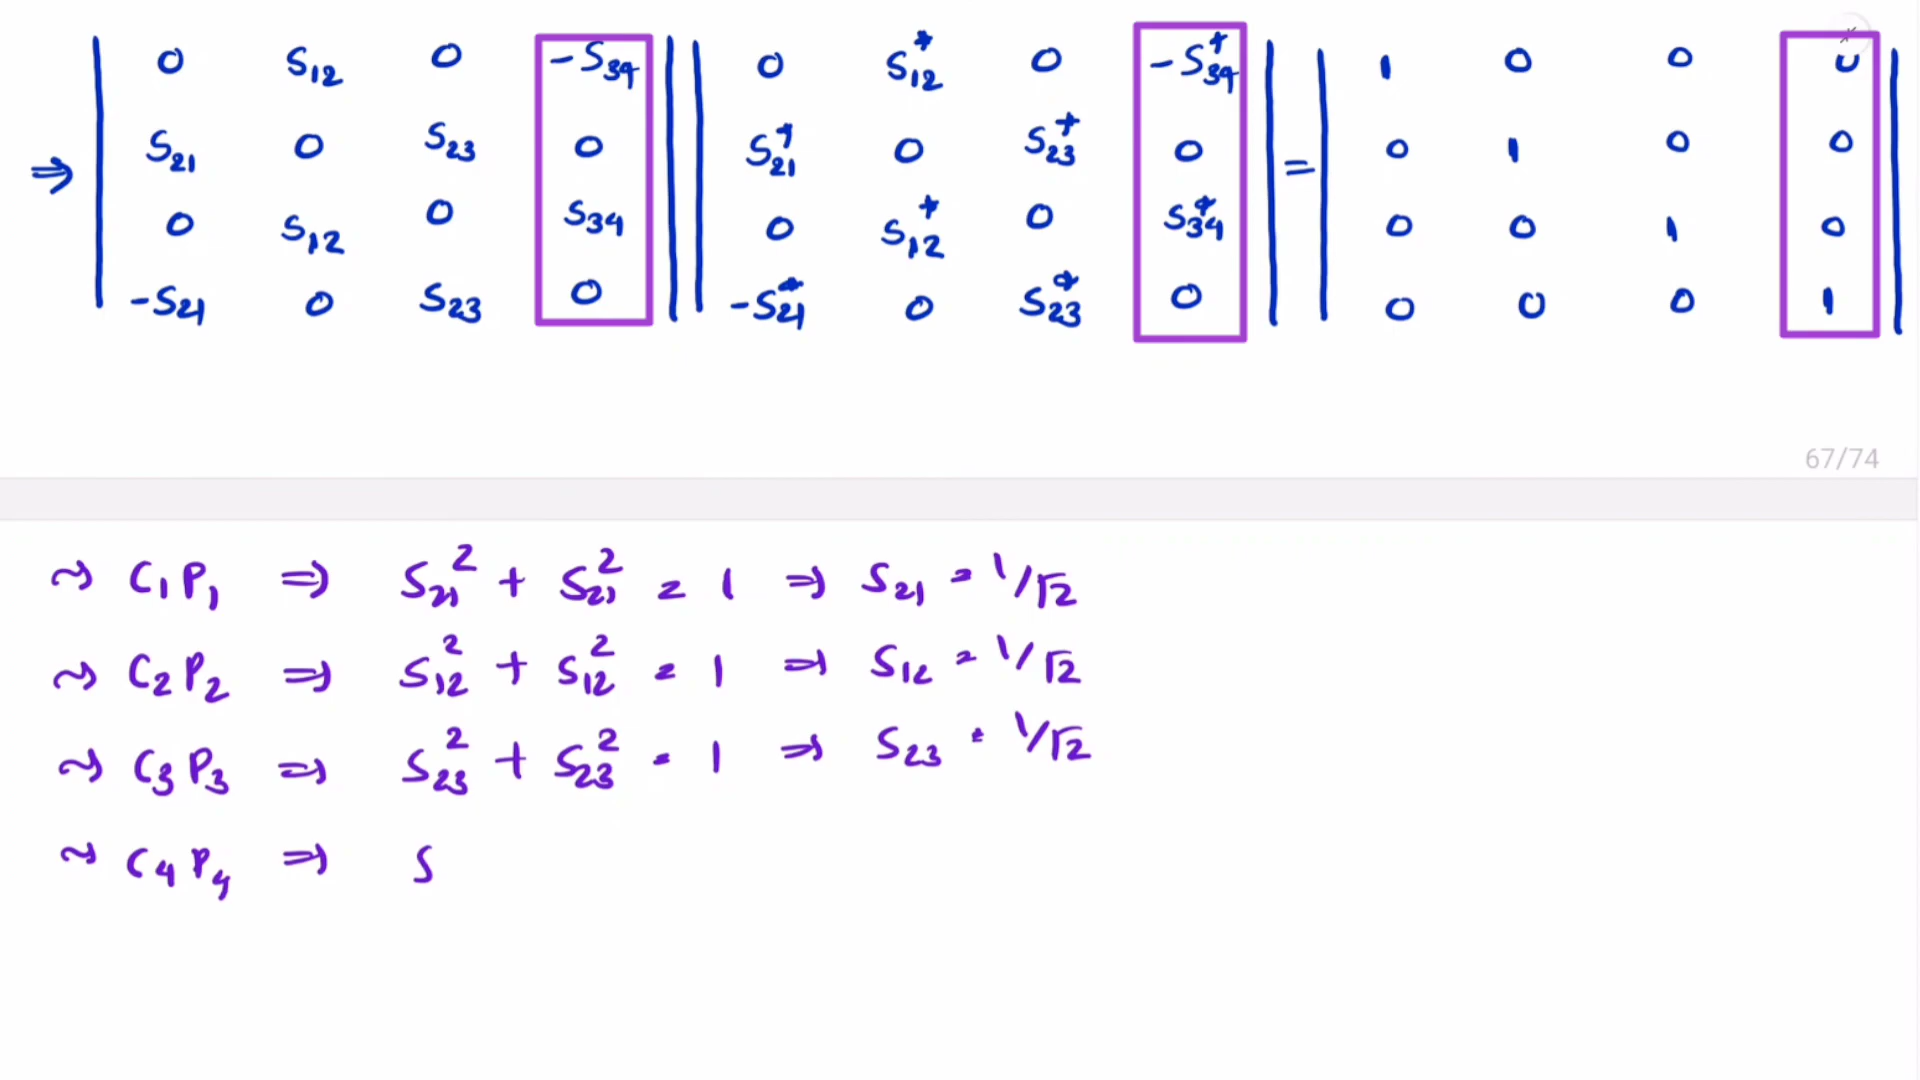 ⇒ | 0 S₁₂ 0 -S₃₄ | | 0 S₁₂* 0 -S₃₄* | = | 1 0 0 0 |
| S₂₁ 0 S₂₃ 0 | | S₂₁* 0 S₂₃* 0 | | 0 1 0 0 |
| 0 S₁₂ 0 S₃₄ | | 0 S₁₂* 0 S₃₄* | | 0 0 1 0 |
| -S₂₁ 0 S₂₃ 0 | | -S₂₁* 0 S₂₃* 0 | | 0 0 0 1 |
67/74
~> C₁P₁ ⇒ S₂₁² + S₂₁² = 1 ⇒ S₂₁ = 1/√2
~> C₂P₂ ⇒ S₁₂² + S₁₂² = 1 ⇒ S₁₂ = 1/√2
~> C₃P₃ ⇒ S₂₃² + S₂₃² = 1 ⇒ S₂₃ = 1/√2
~> C₄P₄ ⇒ S